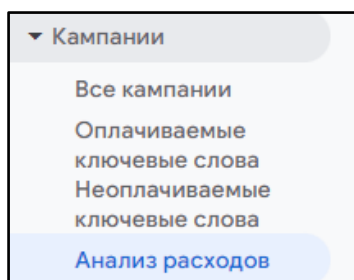 Кампании
Все кампании
Оплачиваемые
ключевые слова
Неоплачиваемые
ключевые слова
Анализ расходов